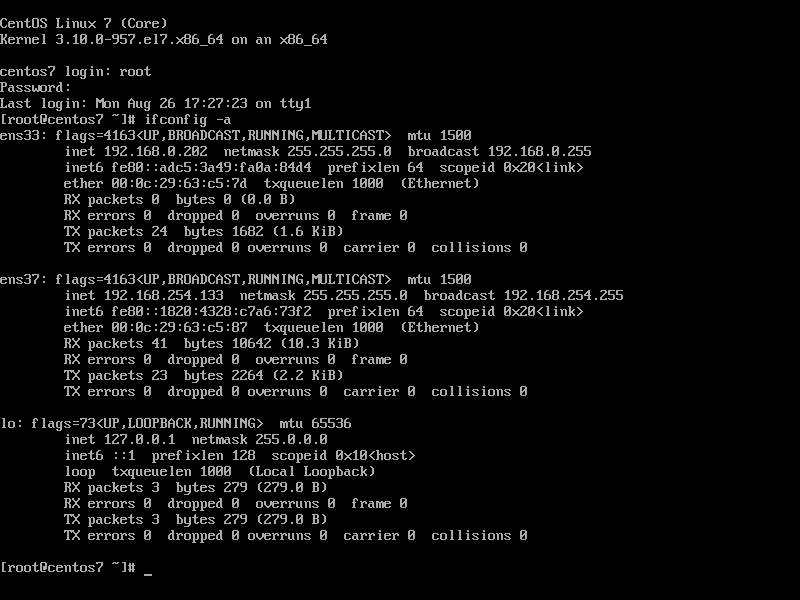 CentOS Linux 7 (Core)
Kernel 3.10.0-957.el7.x86_64 on an x86_64
centos7 login: root
Password:
Last login: Mon Aug 26 17:27:23 on tty1
[root@centos7 ~]# ifconfig -a
ens33: flags=4163<UP,BROADCAST,RUNNING,MULTICAST>  mtu 1500
        inet 192.168.0.202  netmask 255.255.255.0  broadcast 192.168.0.255
        inet6 fe80::adc5:3a49:fa0a:84d4  prefixlen 64  scopeid 0x20<link>
        ether 00:0c:29:63:c5:7d  txqueuelen 1000  (Ethernet)
        RX packets 0  bytes 0 (0.0 B)
        RX errors 0  dropped 0  overruns 0  frame 0
        TX packets 24  bytes 1682 (1.6 KiB)
        TX errors 0  dropped 0 overruns 0  carrier 0  collisions 0
ens37: flags=4163<UP,BROADCAST,RUNNING,MULTICAST>  mtu 1500
        inet 192.168.254.133  netmask 255.255.255.0  broadcast 192.168.254.255
        inet6 fe80::1820:4328:c7a6:73f2  prefixlen 64  scopeid 0x20<link>
        ether 00:0c:29:63:c5:87  txqueuelen 1000  (Ethernet)
        RX packets 41  bytes 10642 (10.3 KiB)
        RX errors 0  dropped 0  overruns 0  frame 0
        TX packets 23  bytes 2264 (2.2 KiB)
        TX errors 0  dropped 0 overruns 0  carrier 0  collisions 0
lo: flags=73<UP,LOOPBACK,RUNNING>  mtu 65536
        inet 127.0.0.1  netmask 255.0.0.0
        inet6 ::1  prefixlen 128  scopeid 0x10<host>
        loop  txqueuelen 1000  (Local Loopback)
        RX packets 3  bytes 279 (279.0 B)
        RX errors 0  dropped 0  overruns 0  frame 0
        TX packets 3  bytes 279 (279.0 B)
        TX errors 0  dropped 0 overruns 0  carrier 0  collisions 0
[root@centos7 ~]# _